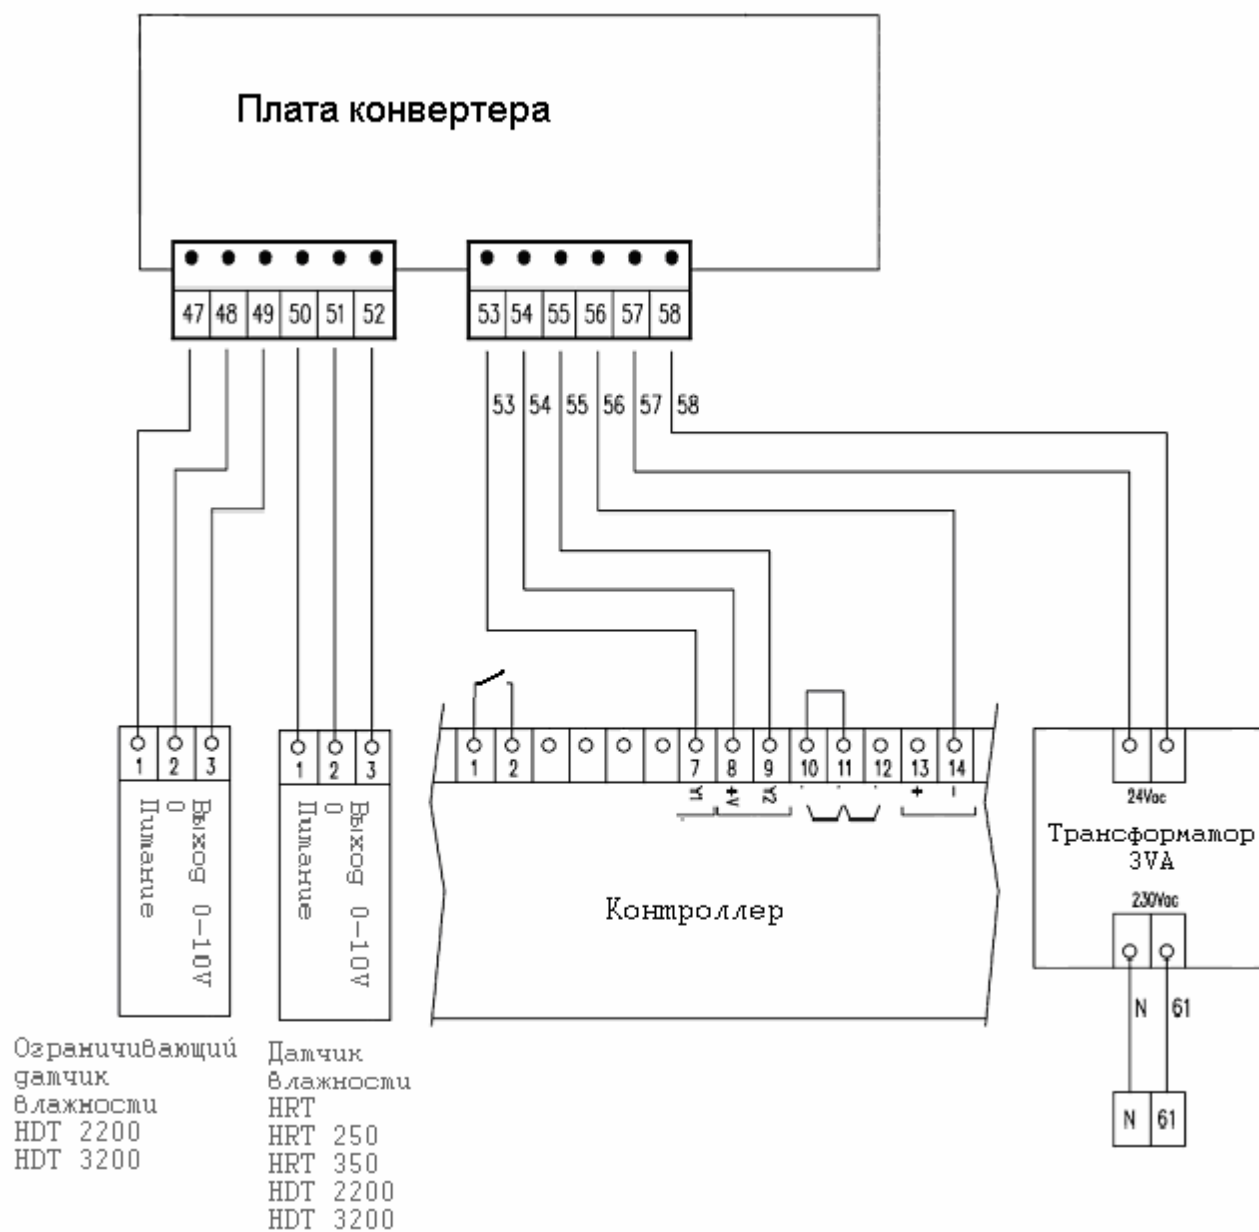 Плата конвертера
47 48 49 50 51 52
53 54 55 56 57 58
53 54 55 56 57 58
1 2 3
Питание
0
Выход 0-10V
1 2 3
Питание
0
Выход 0-10V
1 2 7 8 9 10 11 12 13 14
Y1 +V Y2 + -
Контроллер
24Vac
Трансформатор
3VA
230Vac
N 61
N 61
Ограничивающий
датчик
влажности
HDT 2200
HDT 3200
Датчик
влажности
HRT
HRT 250
HRT 350
HDT 2200
HDT 3200